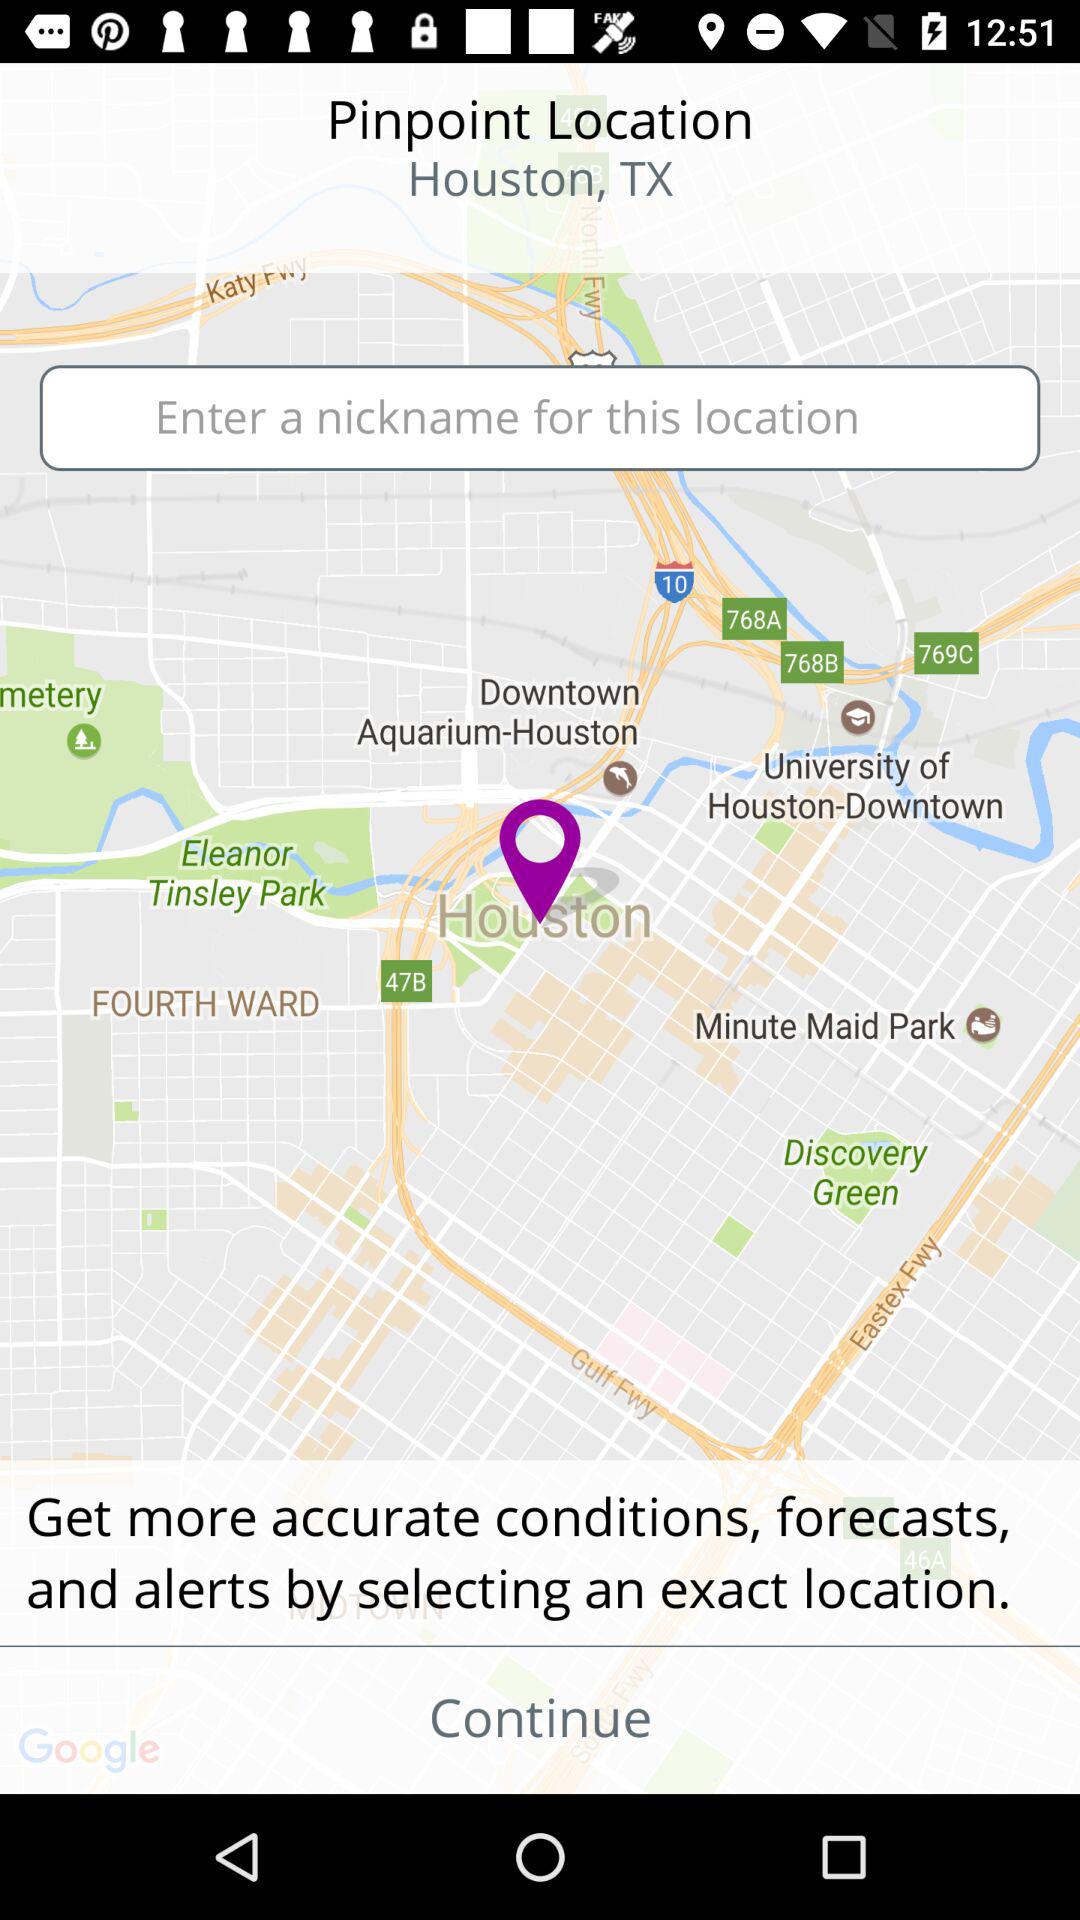 FAK
12:51
Pinpoint Location
Houston, TX
48B
North Fwy
Katy Fwy
Enter a nickname for this location
10
768A
768B
769C
metery
Downtown
Aquarium-Houston
University of
Houston-Downtown
Eleanor
Tinsley Park
Houston
47B
FOURTH WARD
Minute Maid Park
Discovery
Green
Eastex Fwy
Gulf Fwy
Get more accurate conditions, forecasts,
46A
and alerts by selecting an exact location.
MIDTOWN
Continue
Google